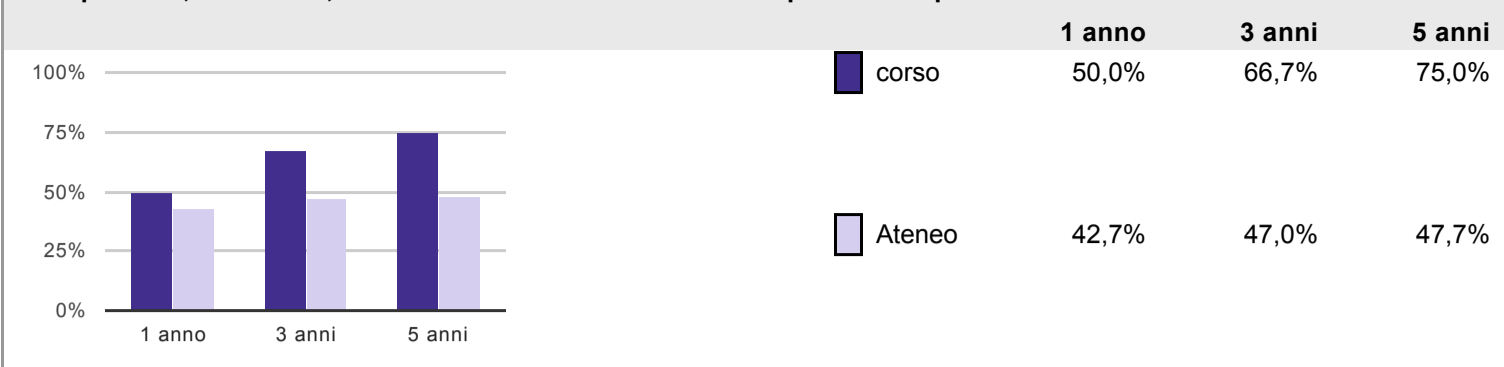 1 anno 3 anni 5 anni
100%
75%
50%
25%
0%
1 anno 3 anni 5 anni
corso 50,0% 66,7% 75,0%
Ateneo 42,7% 47,0% 47,7%